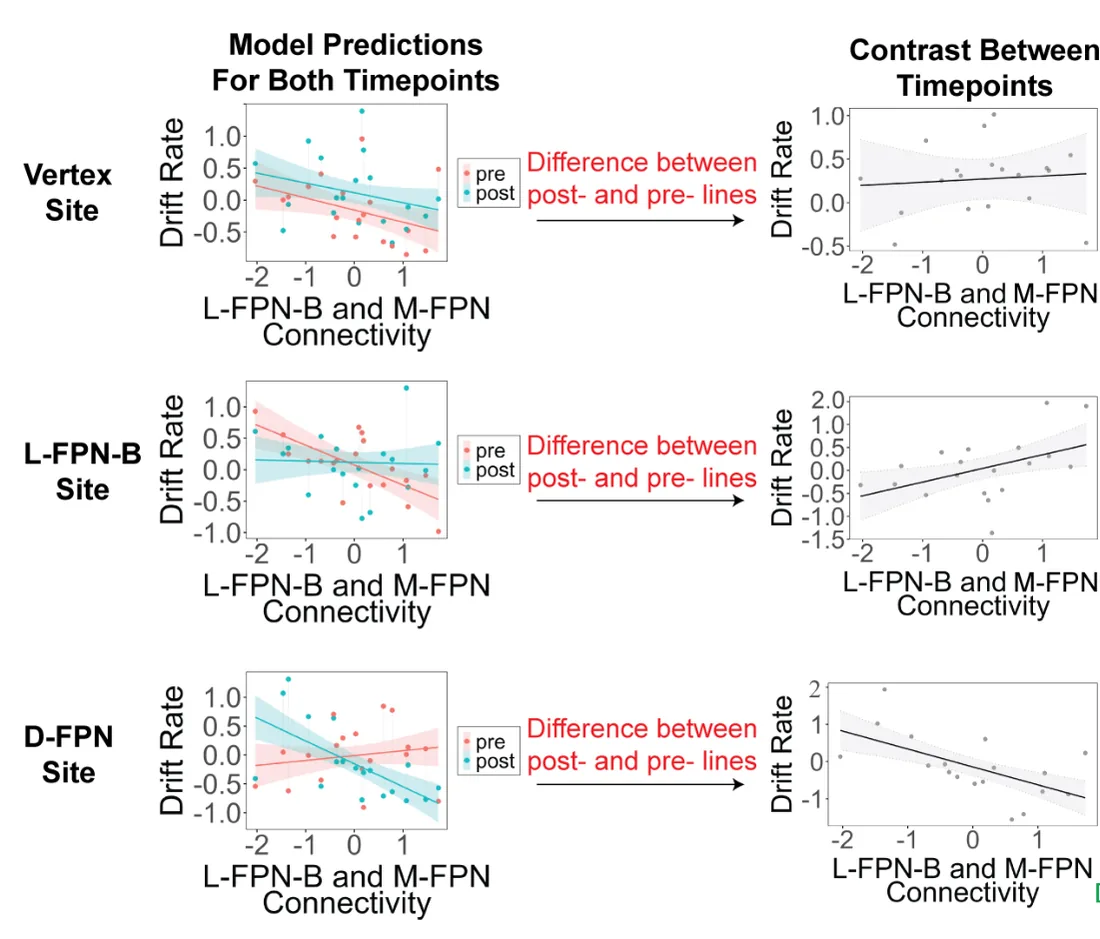 Model Predictions
For Both Timepoints
Contrast Between
Timepoints
Vertex
Site
Drift Rate
1.0
0.5
0.0
-0.5
-2 -1 0 1
L-FPN-B and M-FPN
Connectivity
pre
post
Difference between
post- and pre- lines
Drift Rate
1.0
0.5
0.0
-0.5
-2 -1 0 1
L-FPN-B and M-FPN
Connectivity
L-FPN-B
Site
Drift Rate
1.0
0.5
0.0
-0.5
-1.0
-2 -1 0 1
L-FPN-B and M-FPN
Connectivity
pre
post
Difference between
post- and pre- lines
Drift Rate
2.0
1.0
0.5
0.0
-0.5
-1.0
-1.5
-2 -1 0 1
L-FPN-B and M-FPN
Connectivity
D-FPN
Site
Drift Rate
1.0
0.5
0.0
-0.5
-1.0
-2 -1 0 1
L-FPN-B and M-FPN
Connectivity
pre
post
Difference between
post- and pre- lines
Drift Rate
2
1
0
-1
-2 -1 0 1
L-FPN-B and M-FPN
Connectivity